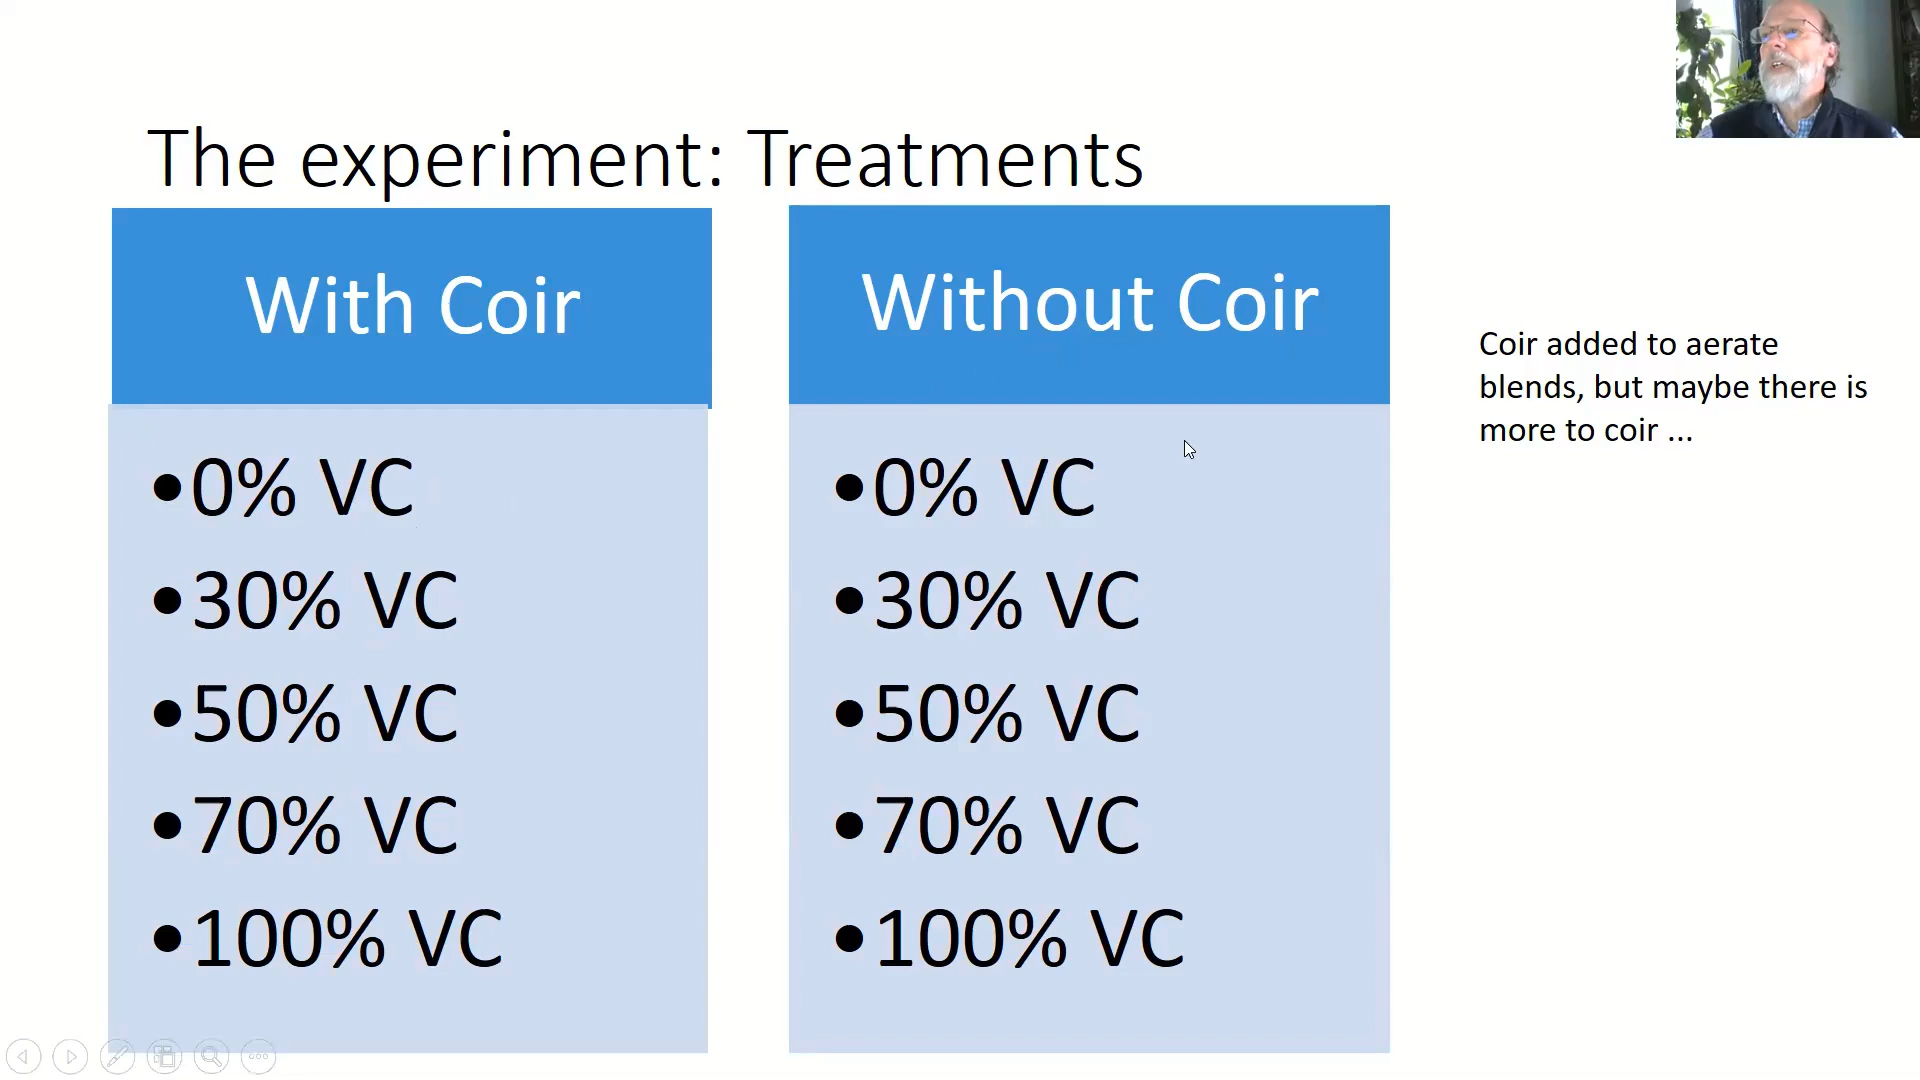 The experiment: Treatments
With Coir
•0% VC
•30% VC
•50% VC
•70% VC
•100% VC
Without Coir
•0% VC
•30% VC
•50% VC
•70% VC
•100% VC
Coir added to aerate
blends, but maybe there is
more to coir ...